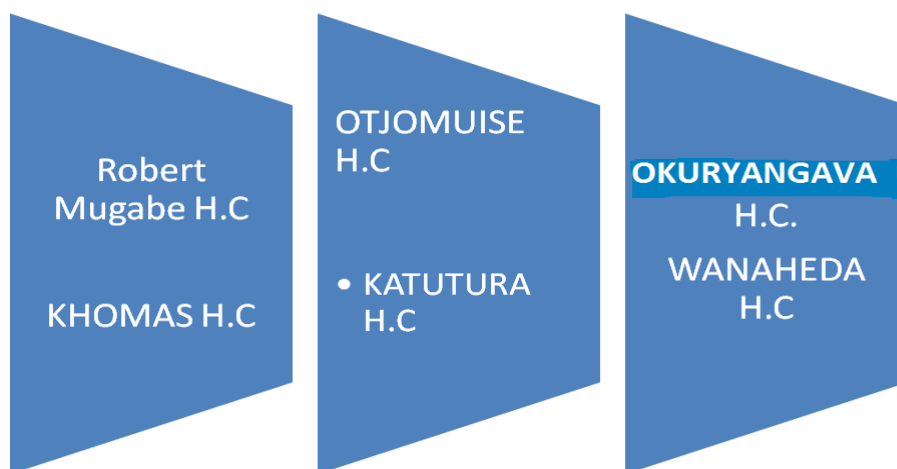 Robert
Mugabe H.C
KHOMAS H.C
OTJOMUISE
H.C
• KATUTURA
H.C
OKURYANGAVA
H.C.
WANAHEDA
H.C